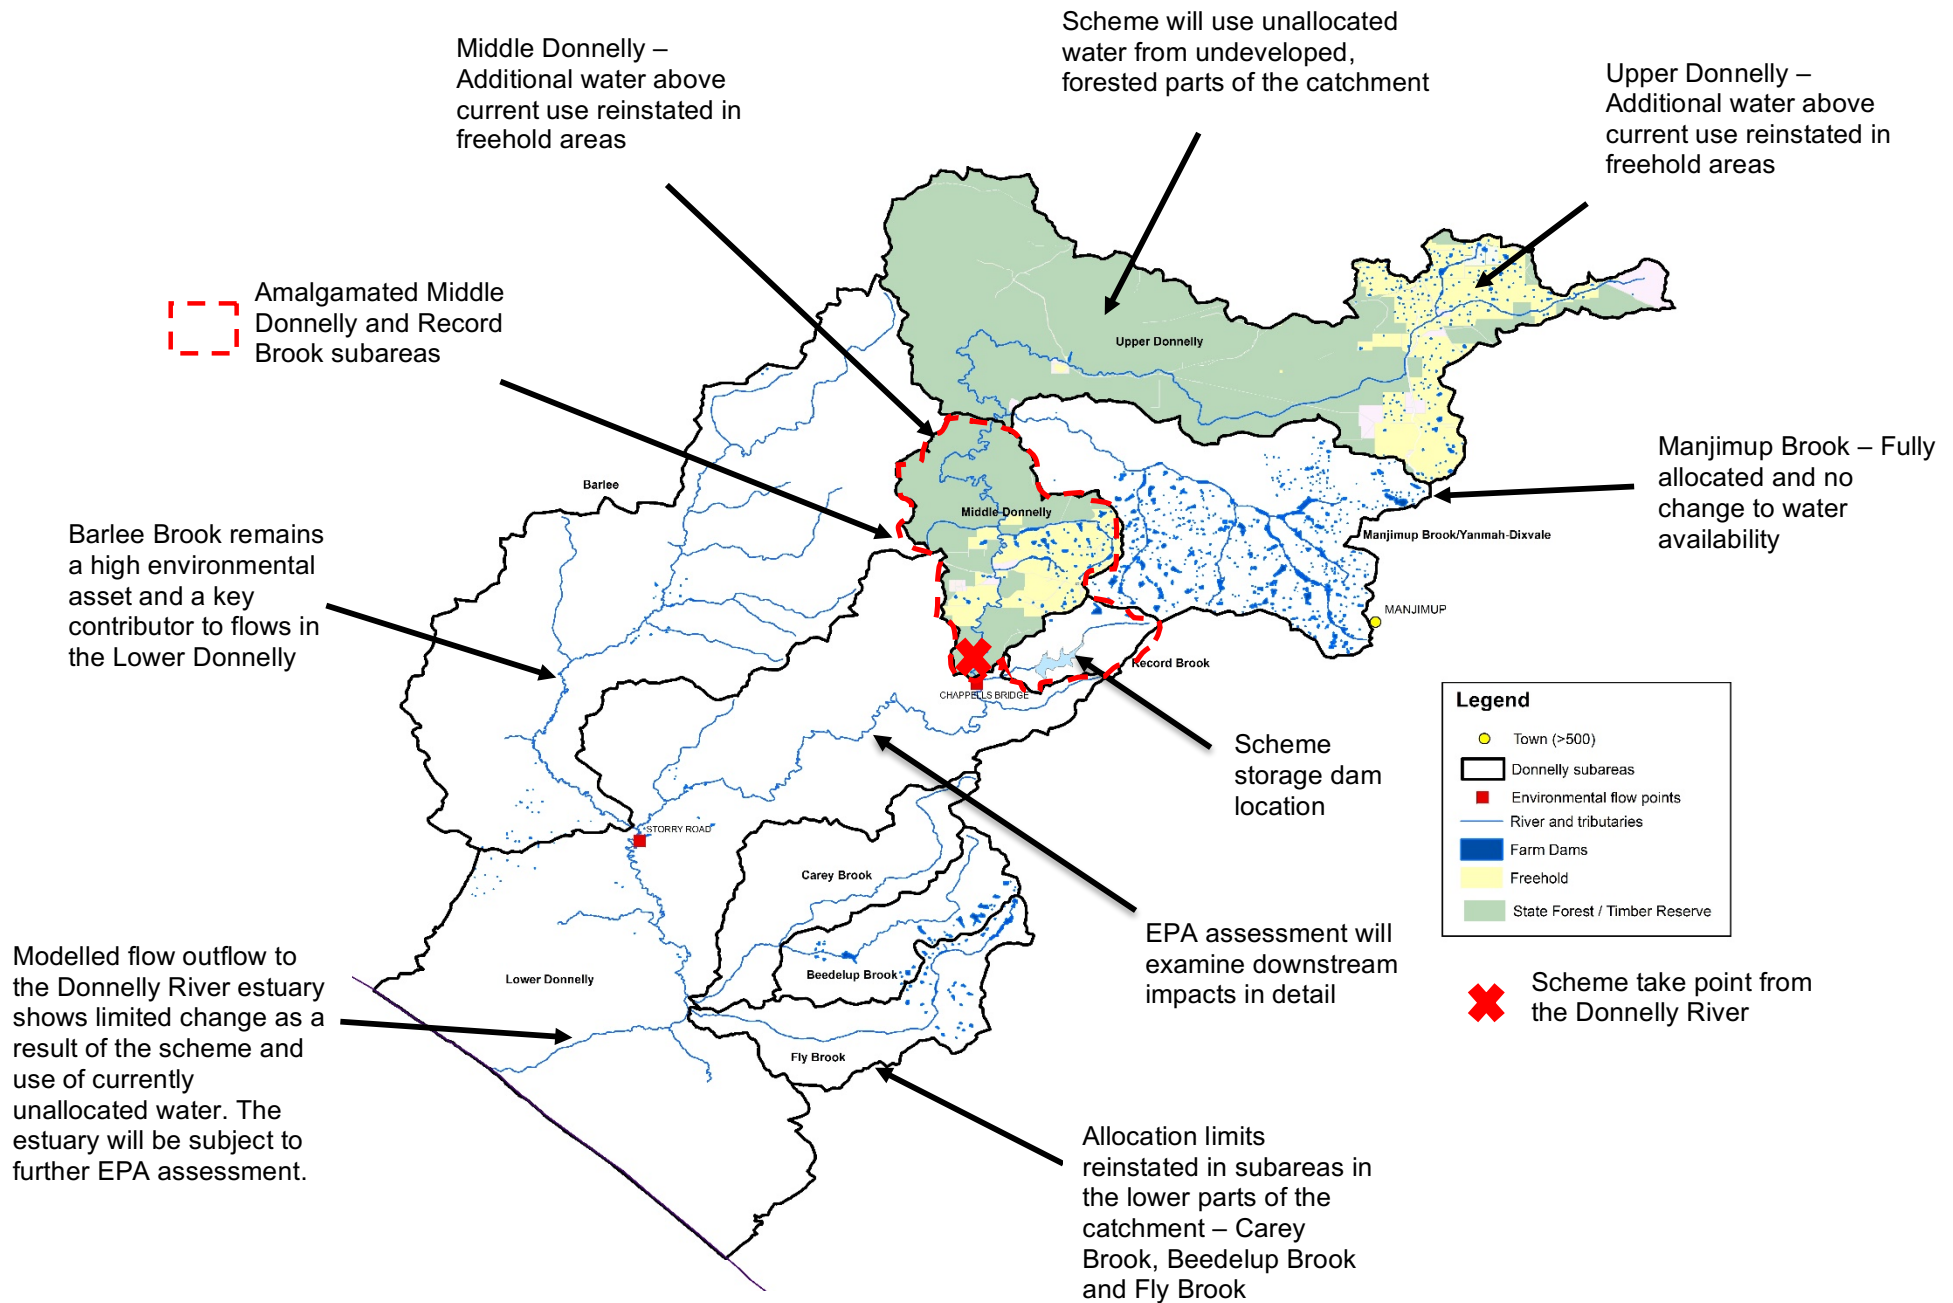 Middle Donnelly –
Additional water above
current use reinstated in
freehold areas
Scheme will use unallocated
water from undeveloped,
forested parts of the catchment
Upper Donnelly –
Additional water above
current use reinstated in
freehold areas
Amalgamated Middle
Donnelly and Record
Brook subareas
Upper Donnelly
Manjimup Brook – Fully
allocated and no
change to water
availability
Barlee
Middle Donnelly
Manjimup Brook/Yanmah-Dixvale
Barlee Brook remains
a high environmental
asset and a key
contributor to flows in
the Lower Donnelly
MANJIMUP
Record Brook
CHAPPELLS BRIDGE
Scheme
storage dam
location
Legend
Town (>500)
Donnelly subareas
Environmental flow points
River and tributaries
Farm Dams
Freehold
State Forest / Timber Reserve
STORRY ROAD
Carey Brook
EPA assessment will
examine downstream
impacts in detail
Beedelup Brook
Lower Donnelly
Scheme take point from
the Donnelly River
Modelled flow outflow to
the Donnelly River estuary
shows limited change as a
result of the scheme and
use of currently
unallocated water. The
estuary will be subject to
further EPA assessment.
Fly Brook
Allocation limits
reinstated in subareas in
the lower parts of the
catchment – Carey
Brook, Beedelup Brook
and Fly Brook